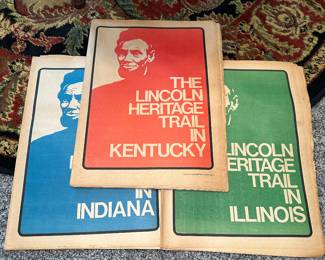 THE
LINCOLN
HERITAGE
TRAIL
IN
KENTUCKY
IN
INDIANA
LINCOLN
HERITAGE
TRAIL
IN
ILLINOIS